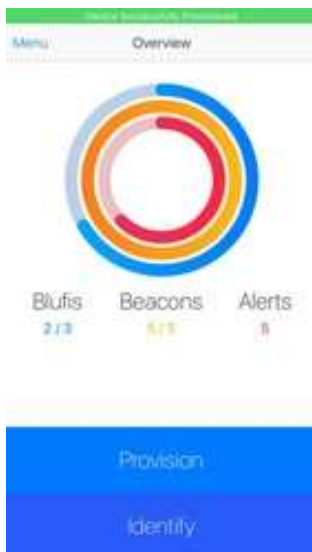 Device Successfully Provisioned
Menu Overview
Blufis Beacons Alerts
2 / 3 5 / 5 5
Provision
Identify